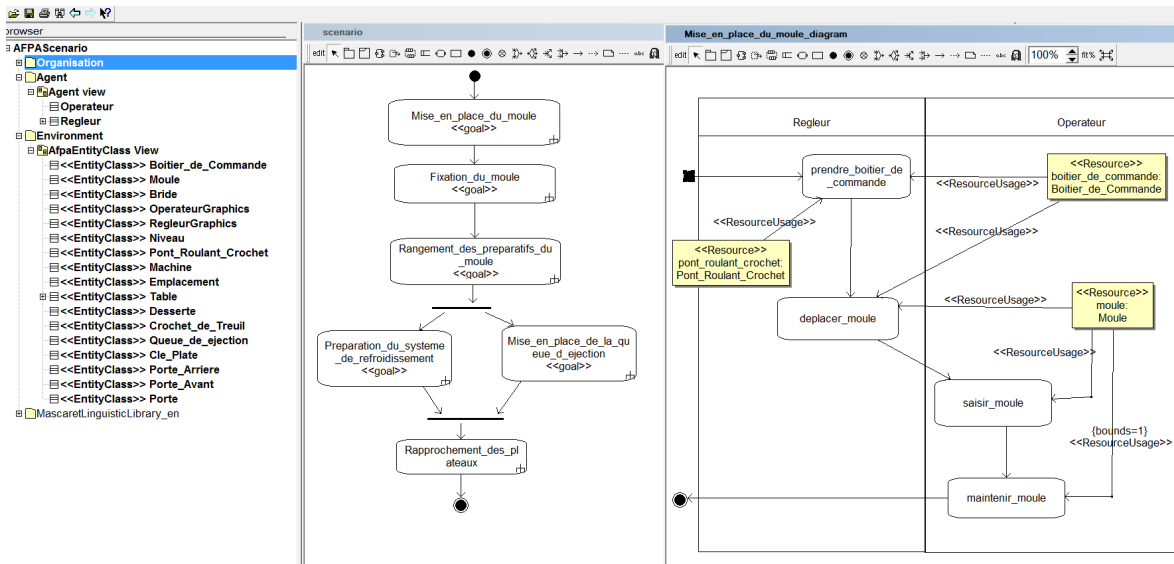 browser
AFPAScenario
Organisation
Agent
Agent view
Operateur
Regleur
Environment
AfpaEntityClass View
<<EntityClass>> Boitier_de_Commande
<<EntityClass>> Moule
<<EntityClass>> Bride
<<EntityClass>> OperateurGraphics
<<EntityClass>> RegleurGraphics
<<EntityClass>> Niveau
<<EntityClass>> Pont_Roulant_Crochet
<<EntityClass>> Machine
<<EntityClass>> Emplacement
<<EntityClass>> Table
<<EntityClass>> Desserte
<<EntityClass>> Crochet_de_Treuil
<<EntityClass>> Queue_de_ejection
<<EntityClass>> Cle_Plate
<<EntityClass>> Porte_Arriere
<<EntityClass>> Porte_Avant
<<EntityClass>> Porte
MascaretLinguisticLibrary_en
scenario
edit
abc
Mise_en_place_du_moule
<<goal>>
Fixation_du_moule
<<goal>>
Rangement_des_preparatifs_du
_moule
<<goal>>
Preparation_du_systeme
_de_refroidissement
<<goal>>
Mise_en_place_de_la_qu
eue_d_ejection
<<goal>>
Rapprochement_des_pl
ateaux
Mise_en_place_du_moule_diagram
edit
abc
100%
fit%
Regleur
Operateur
prendre_boitier_de
_commande
<<ResourceUsage>>
<<Resource>>
boitier_de_commande:
Boitier_de_Commande
<<ResourceUsage>>
<<ResourceUsage>>
<<Resource>>
pont_roulant_crochet:
Pont_Roulant_Crochet
deplacer_moule
<<ResourceUsage>>
<<Resource>>
moule:
Moule
<<ResourceUsage>>
saisir_moule
{bounds=1}
<<ResourceUsage>>
maintenir_moule